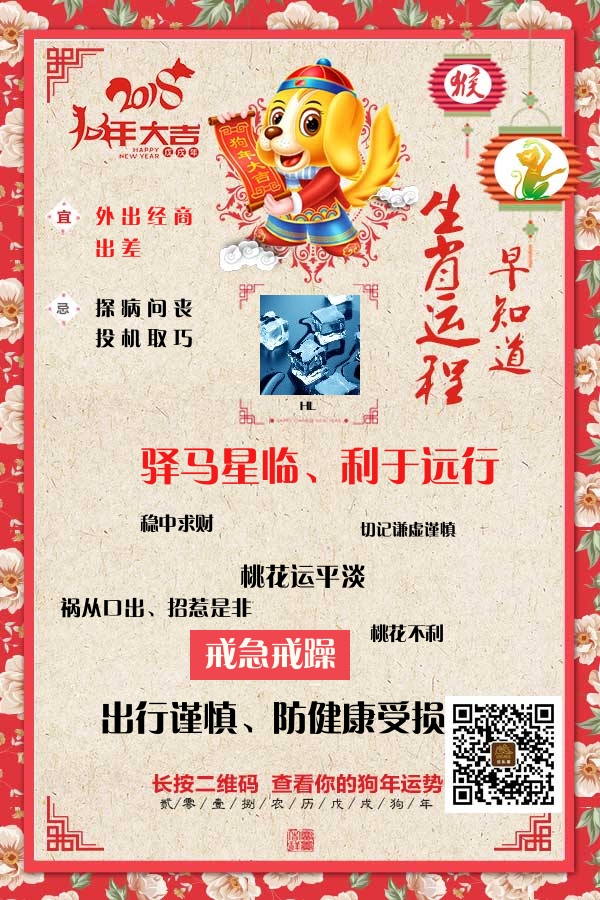 2018
狗年大吉
HAPPY
NEW YEAR 戊戌年
狗年大吉
猴
生肖运程
早知道
宜
外出经商
出差
忌
探病问丧
投机取巧
HL
HAPPY CHINESE NEW YEAR
驿马星临、利于远行
稳中求财
切记谦虚谨慎
桃花运平淡
祸从口出、招惹是非
桃花不利
戒急戒躁
出行谨慎、防健康受损
长按二维码 查看你的狗年运势
贰/零/壹/捌/农/历/戊/戌/狗/年